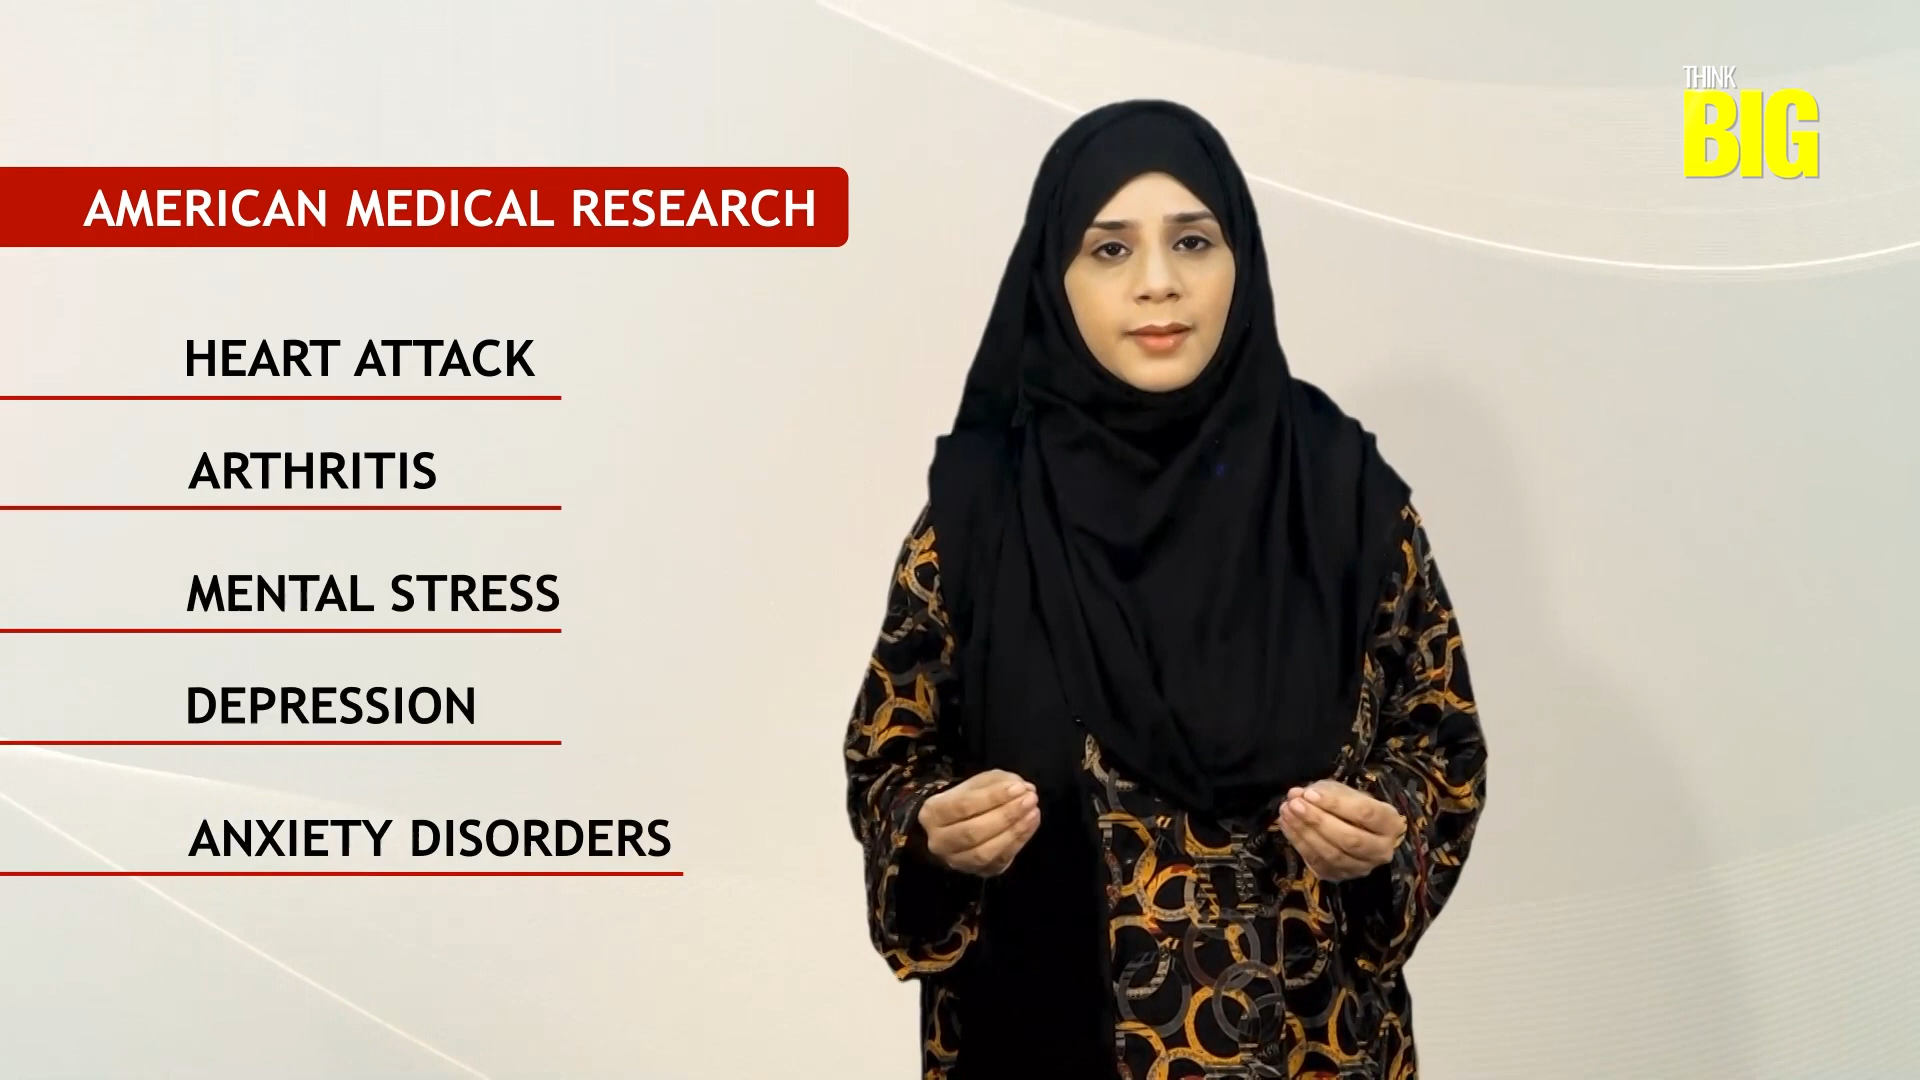 THINK
BIG
AMERICAN MEDICAL RESEARCH
HEART ATTACK
ARTHRITIS
MENTAL STRESS
DEPRESSION
ANXIETY DISORDERS